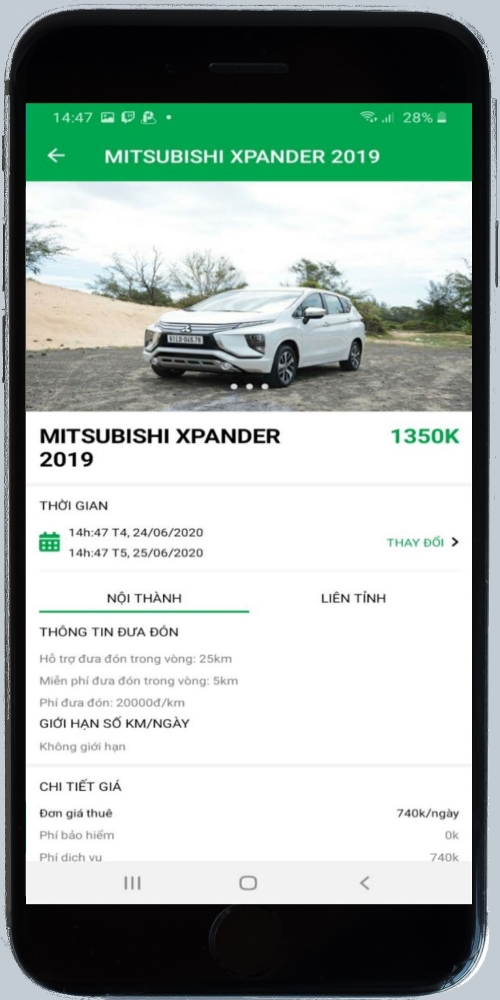 14:47
28%
MITSUBISHI XPANDER 2019
MITSUBISHI XPANDER
2019
1350K
THỜI GIAN
14h:47 T4, 24/06/2020
14h:47 T5, 25/06/2020
THAY ĐỔI
NỘI THÀNH
LIÊN TỈNH
THÔNG TIN ĐƯA ĐÓN
Hỗ trợ đưa đón trong vòng: 25km
Miễn phí đưa đón trong vòng: 5km
Phí đưa đón: 20000đ/km
GIỚI HẠN SỐ KM/NGÀY
Không giới hạn
CHI TIẾT GIÁ
Đơn giá thuê
740k/ngày
Phí bảo hiểm
0k
Phí dịch vụ
740k